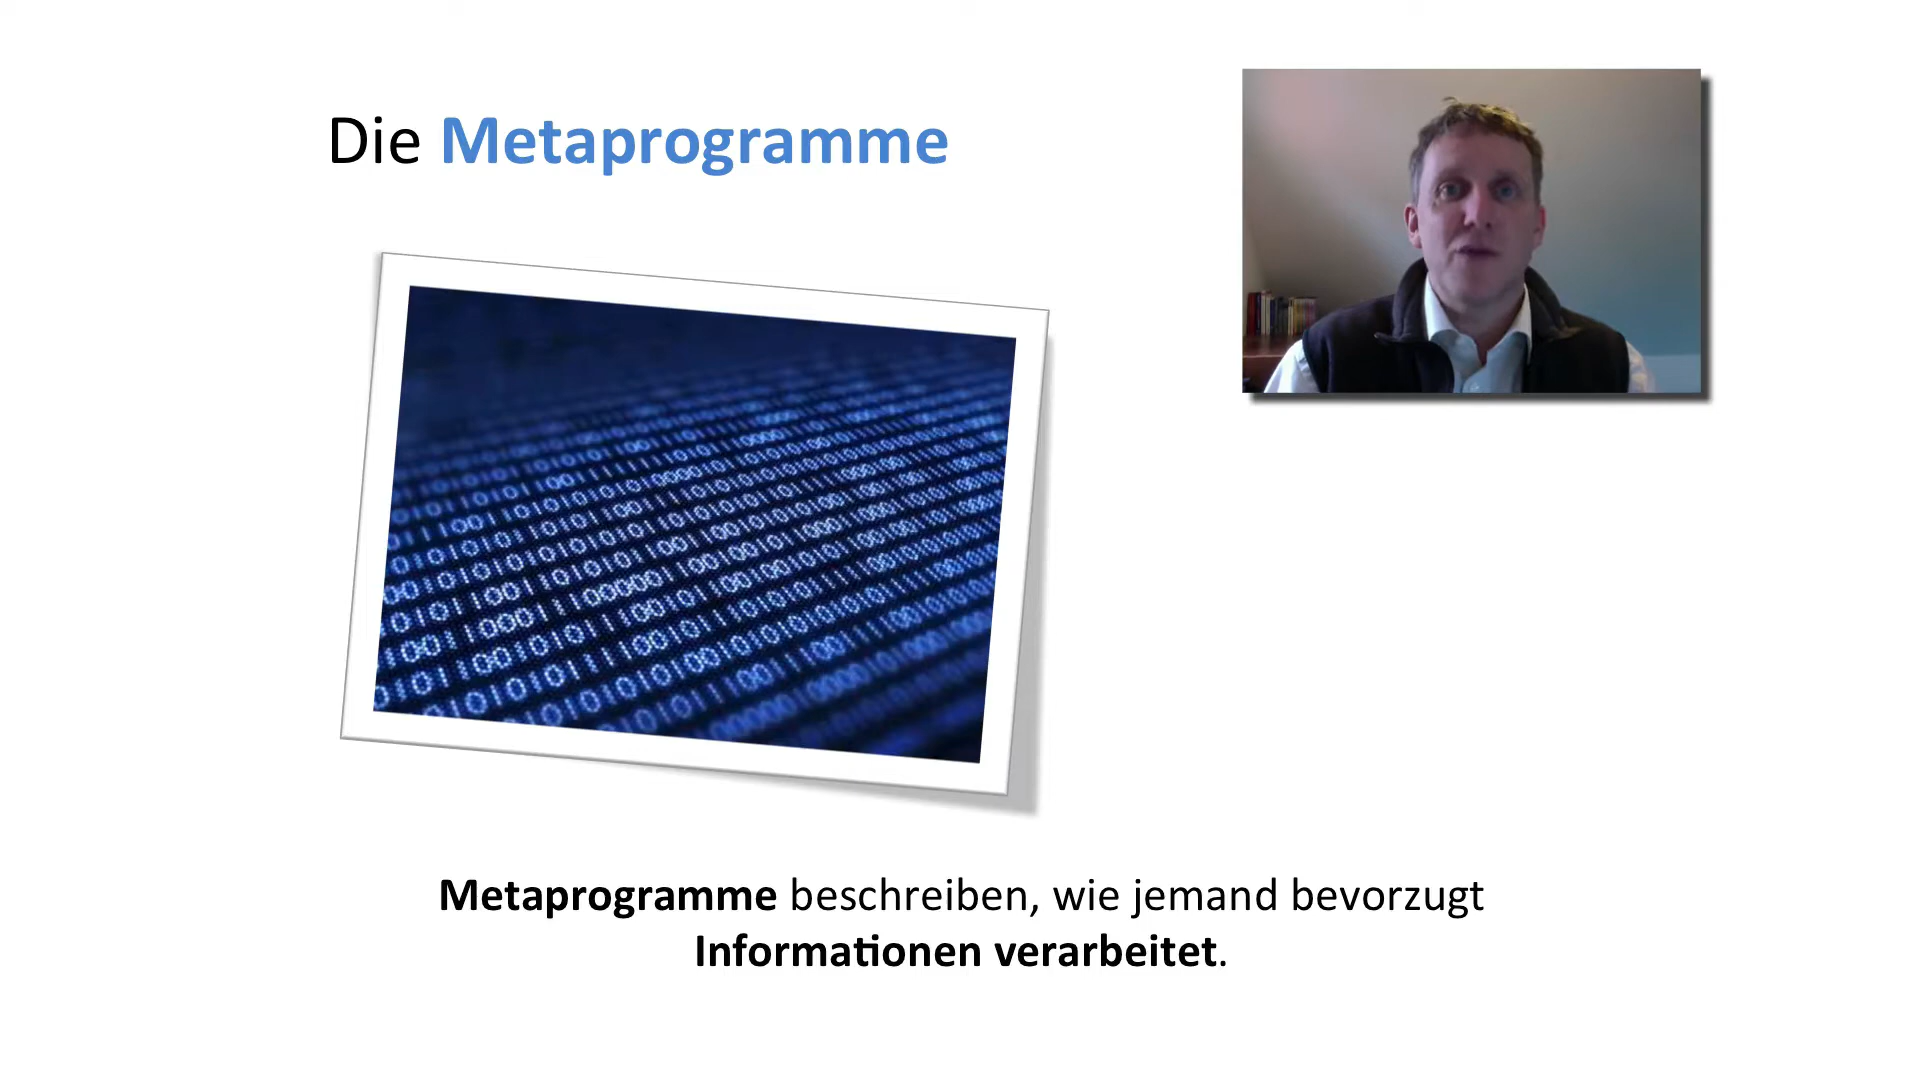 Die Metaprogramme
Metaprogramme beschreiben, wie jemand bevorzugt
Informationen verarbeitet.